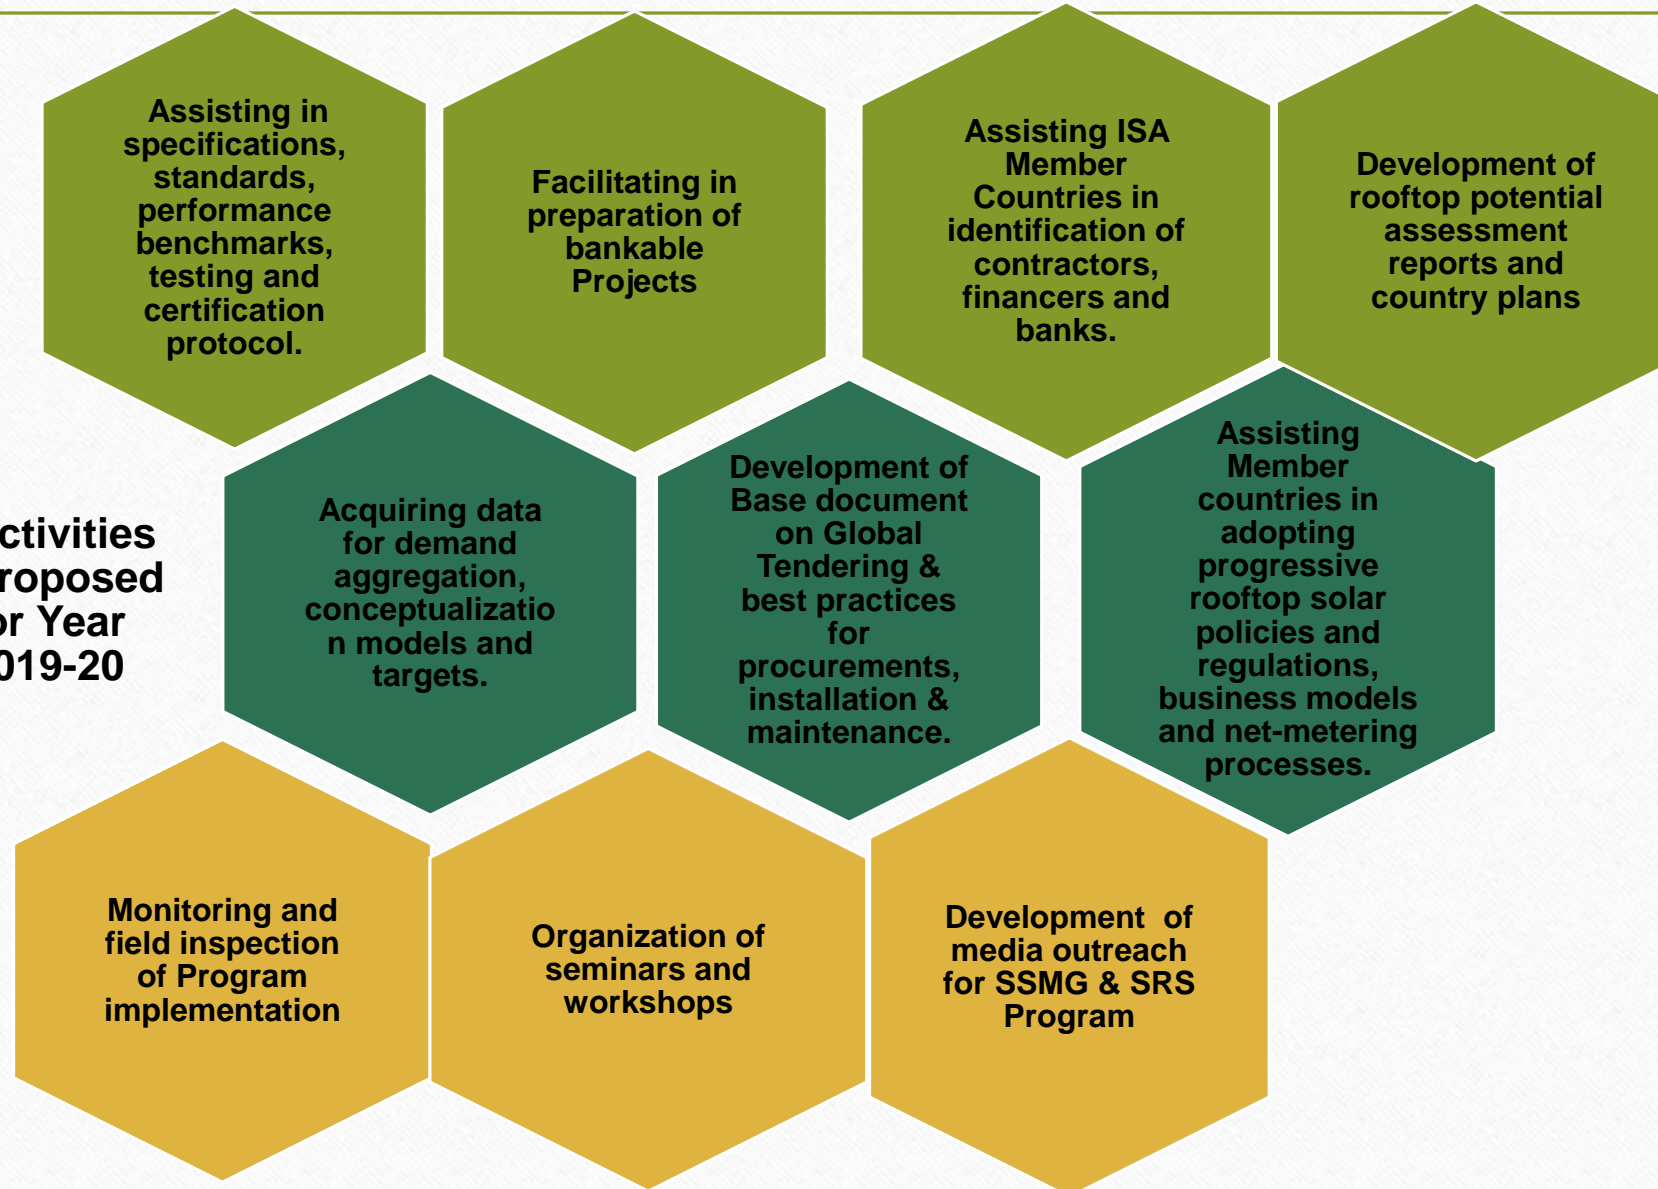 Assisting in
specifications,
standards,
performance
benchmarks,
testing and
certification
protocol.
Facilitating in
preparation of
bankable
Projects
Assisting ISA
Member
Countries in
identification of
contractors,
financers and
banks.
Development of
rooftop potential
assessment
reports and
country plans
ctivities
roposed
or Year
019-20
Acquiring data
for demand
aggregation,
conceptualizatio
n models and
targets.
Development of
Base document
on Global
Tendering &
best practices
for
procurements,
installation &
maintenance.
Assisting
Member
countries in
adopting
progressive
rooftop solar
policies and
regulations,
business models
and net-metering
processes.
Monitoring and
field inspection
of Program
implementation
Organization of
seminars and
workshops
Development  of
media outreach
for SSMG & SRS
Program